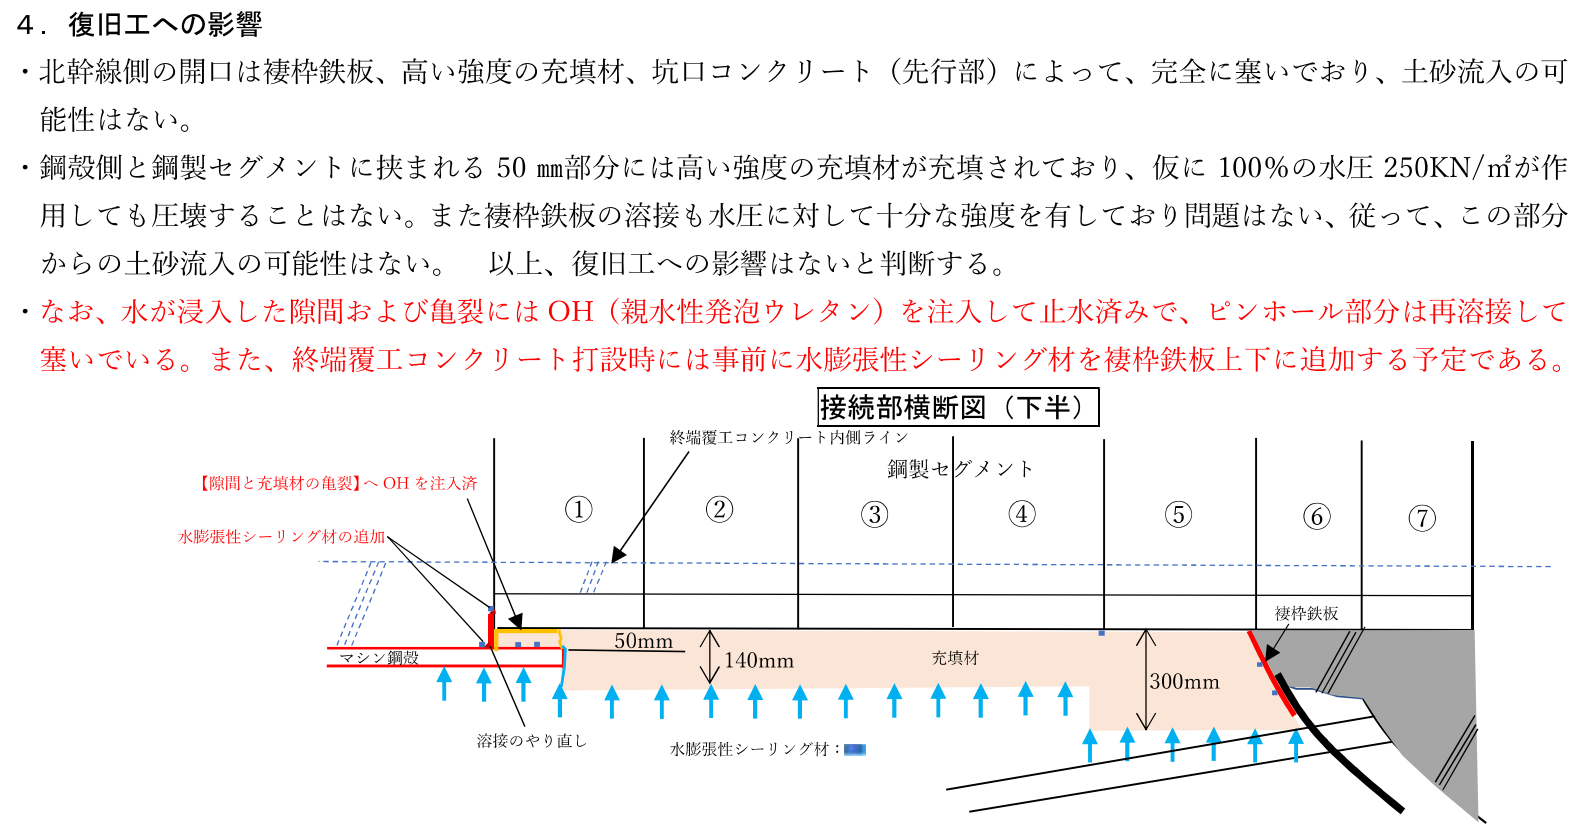 ４．復旧工への影響
・北幹線側の開口は褄枠鉄板、高い強度の充填材、坑口コンクリート（先行部）によって、完全に塞いでおり、土砂流入の可
能性はない。
・鋼殻側と鋼製セグメントに挟まれる 50 ㎜部分には高い強度の充填材が充填されており、仮に 100％の水圧 250KN/㎡が作
用しても圧壊することはない。また褄枠鉄板の溶接も水圧に対して十分な強度を有しており問題はない、従って、この部分
からの土砂流入の可能性はない。　以上、復旧工への影響はないと判断する。
・なお、水が浸入した隙間および亀裂には OH（親水性発泡ウレタン）を注入して止水済みで、ピンホール部分は再溶接して
塞いでいる。また、終端覆工コンクリート打設時には事前に水膨張性シーリング材を褄枠鉄板上下に追加する予定である。
接続部横断図（下半）
終端覆工コンクリート内側ライン
鋼製セグメント
【隙間と充填材の亀裂】へ OH を注入済
① ② ③ ④ ⑤ ⑥ ⑦
水膨張性シーリング材の追加
褄枠鉄板
50mm
マシン鋼殻
140mm
充填材
300mm
溶接のやり直し
水膨張性シーリング材：